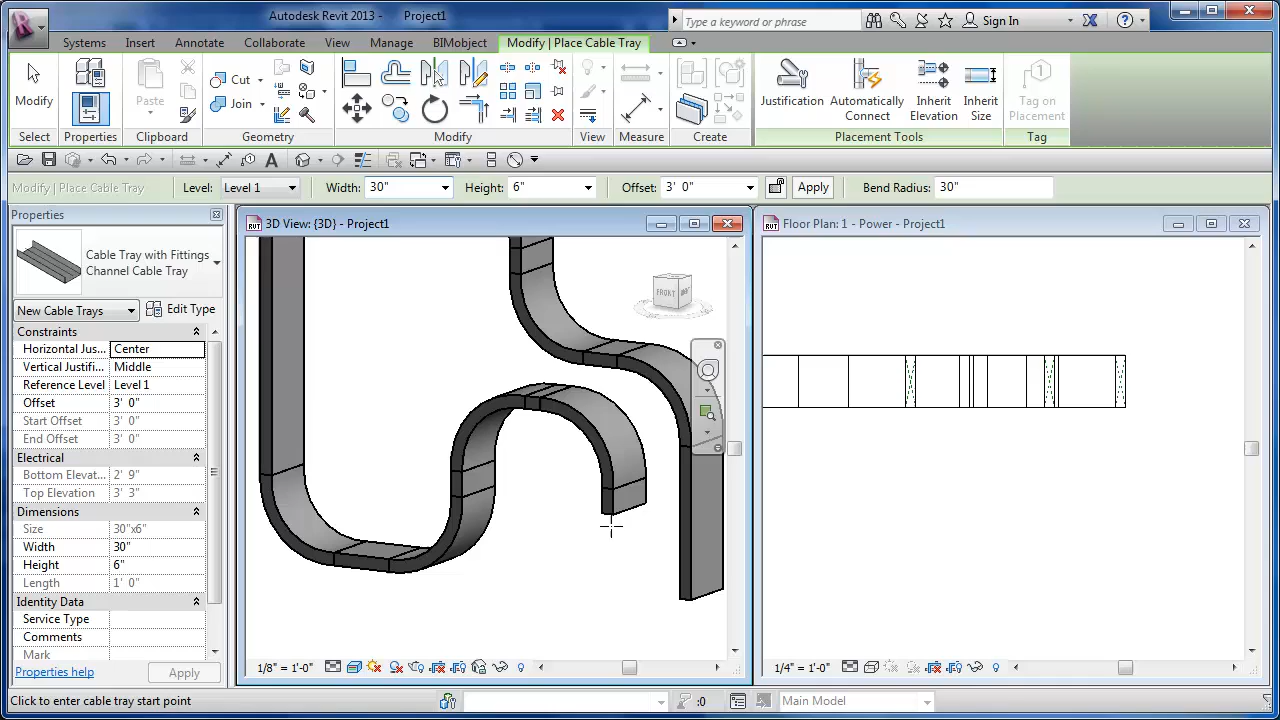 Autodesk Revit 2013 - Project1
Type a keyword or phrase
Sign In
Systems Insert Annotate Collaborate View Manage BIMobject Modify | Place Cable Tray
Modify
Paste
Cut
Join
Justification
Automatically Connect
Inherit Elevation
Inherit Size
Tag on Placement
Select Properties Clipboard Geometry Modify View Measure Create Placement Tools Tag
Modify | Place Cable Tray Level: Level 1 Width: 30" Height: 6" Offset: 3' 0" Apply Bend Radius: 30"
Properties
Cable Tray with Fittings
Channel Cable Tray
New Cable Trays Edit Type
Constraints
Horizontal Jus... Center
Vertical Justifi... Middle
Reference Level Level 1
Offset 3' 0"
Start Offset 3' 0"
End Offset 3' 0"
Electrical
Bottom Elevat... 2' 9"
Top Elevation 3' 3"
Dimensions
Size 30"x6"
Width 30"
Height 6"
Length 1' 0"
Identity Data
Service Type
Comments
Mark
Properties help Apply
3D View: {3D} - Project1
FRONT
1/8" = 1'-0"
Floor Plan: 1 - Power - Project1
1/4" = 1'-0"
Click to enter cable tray start point
:0
Main Model